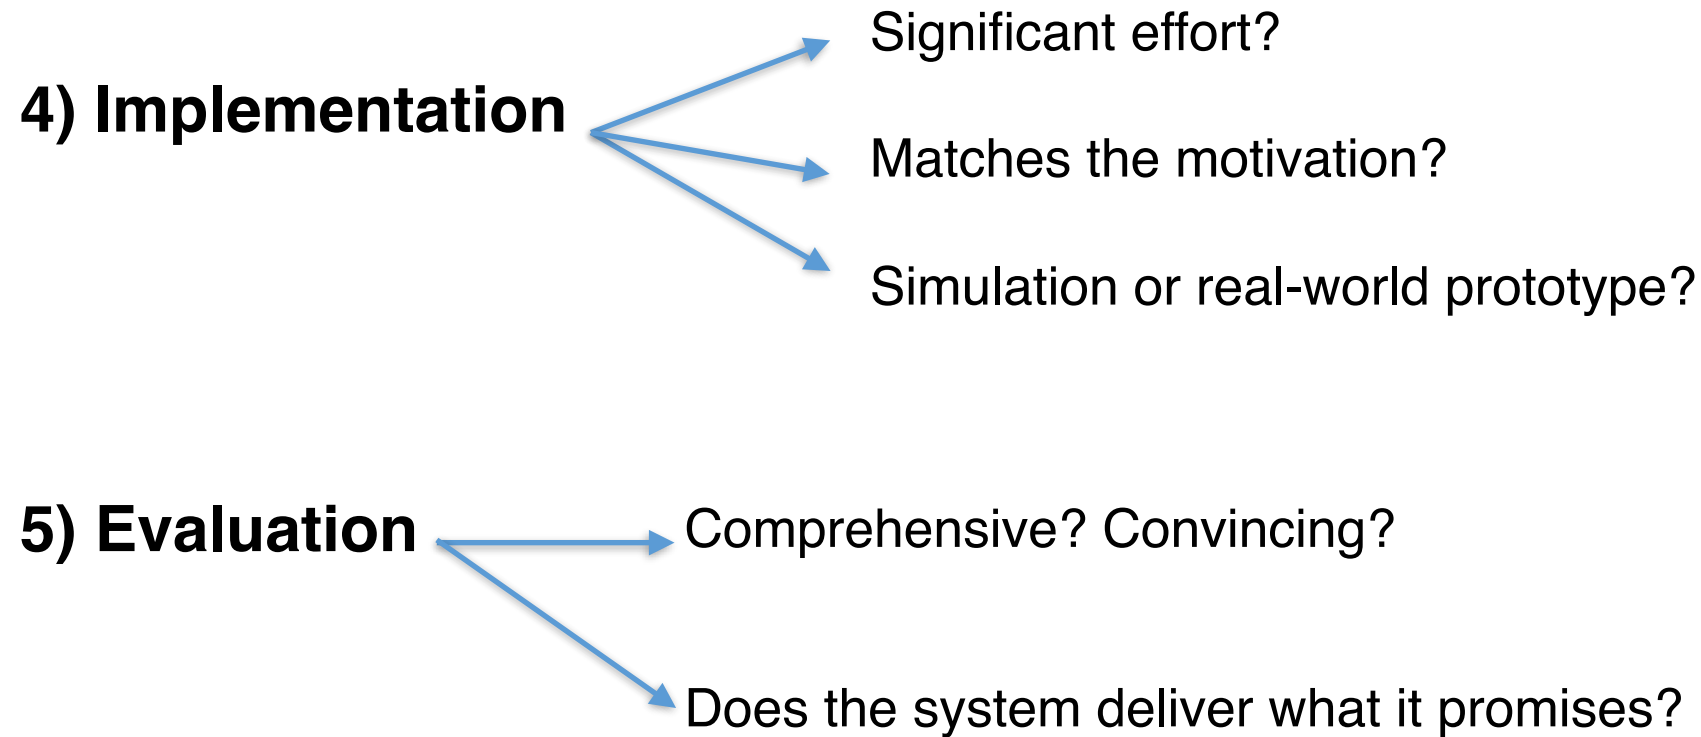 4) Implementation
Significant effort?
Matches the motivation?
Simulation or real-world prototype?
5) Evaluation
Comprehensive? Convincing?
Does the system deliver what it promises?